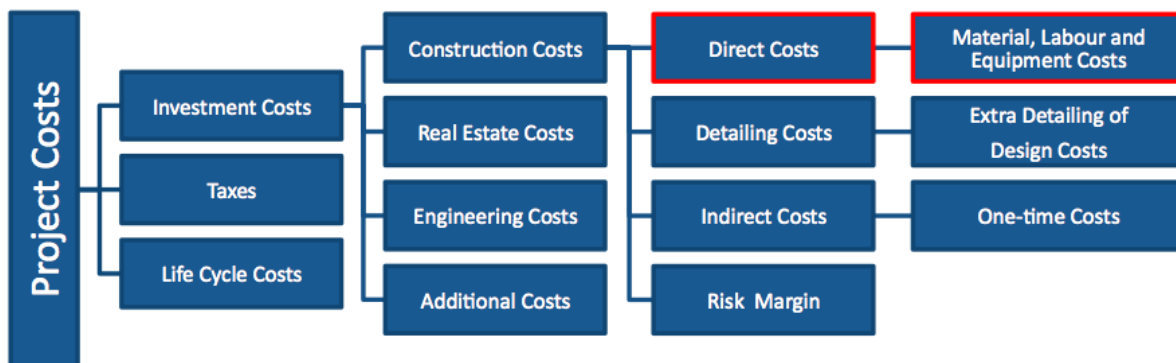 Project Costs
Investment Costs
Taxes
Life Cycle Costs
Construction Costs
Real Estate Costs
Engineering Costs
Additional Costs
Direct Costs
Detailing Costs
Indirect Costs
Risk Margin
Material, Labour and
Equipment Costs
Extra Detailing of
Design Costs
One-time Costs